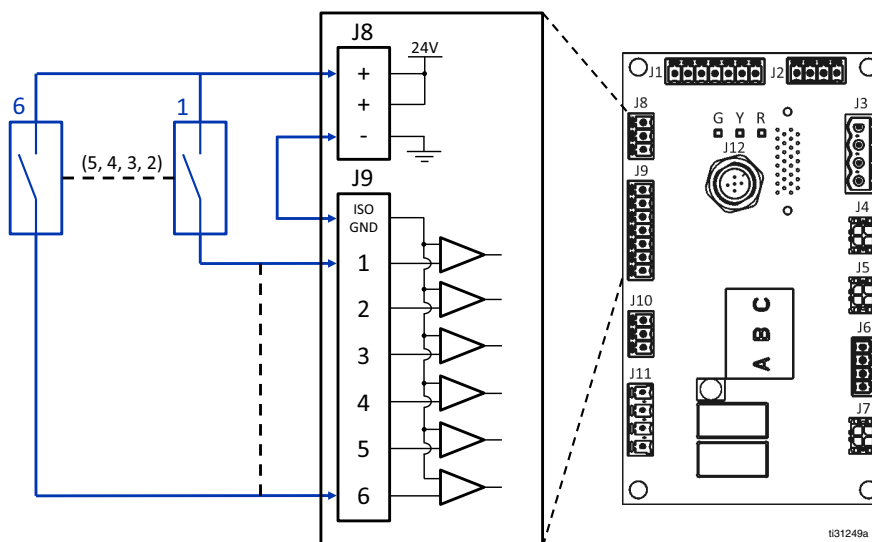 J8
24V
+
+
-
6
1
(5, 4, 3, 2)
J9
ISO
GND
1
2
3
4
5
6
J1
J2
J8
G Y R
J3
J12
J9
J4
J5
J10
A B C
J6
J11
J7
ti31249a